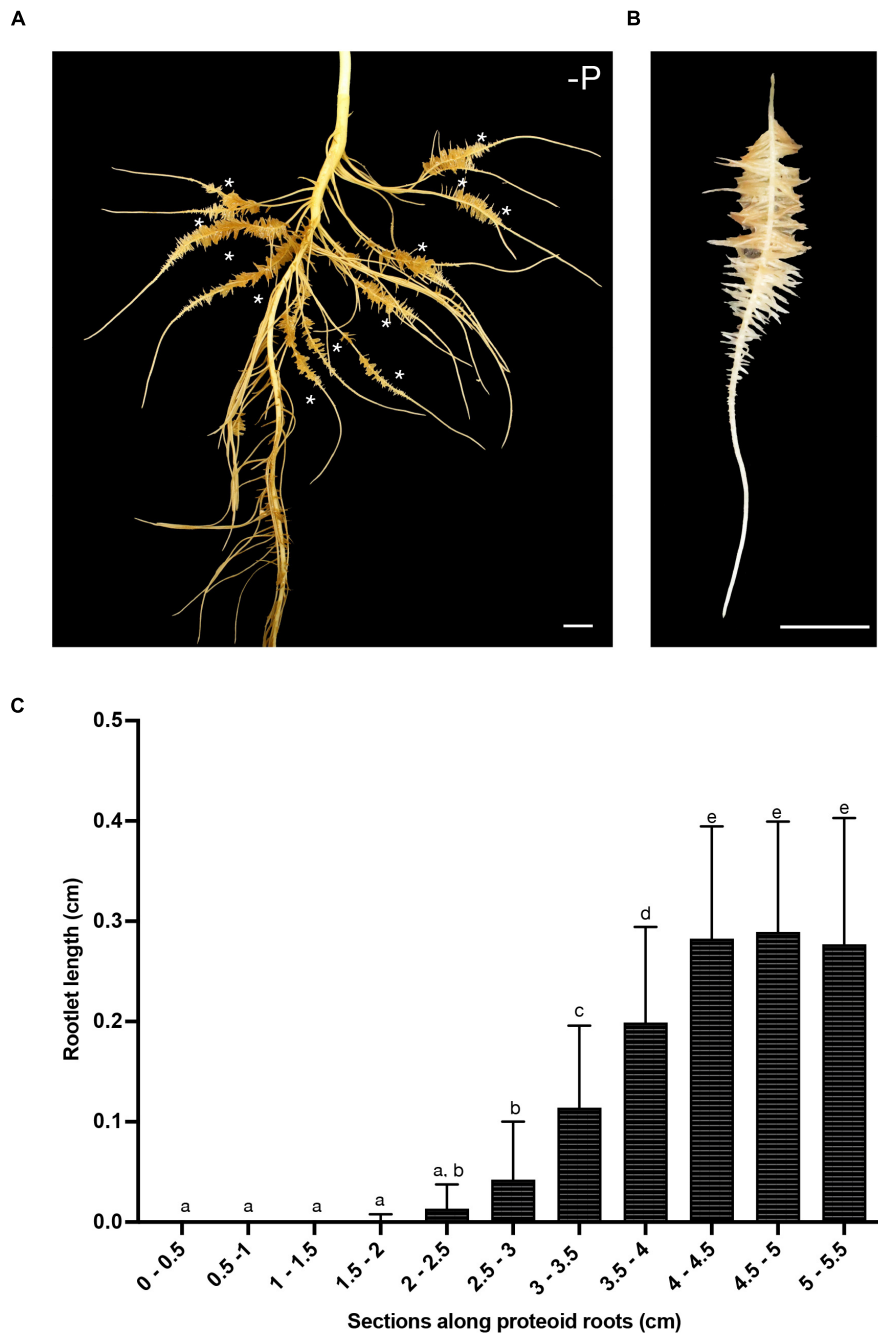 A
B
-P
* * * * * * * * * * * *
C
Rootlet length (cm)
0.5
0.4
0.3
0.2
0.1
0.0
a
a
a
a
a, b
b
c
d
e
e
e
0 - 0.5
0.5 -1
1 - 1.5
1.5 - 2
2 - 2.5
2.5 - 3
3 - 3.5
3.5 - 4
4 - 4.5
4.5 - 5
5 - 5.5
Sections along proteoid roots (cm)